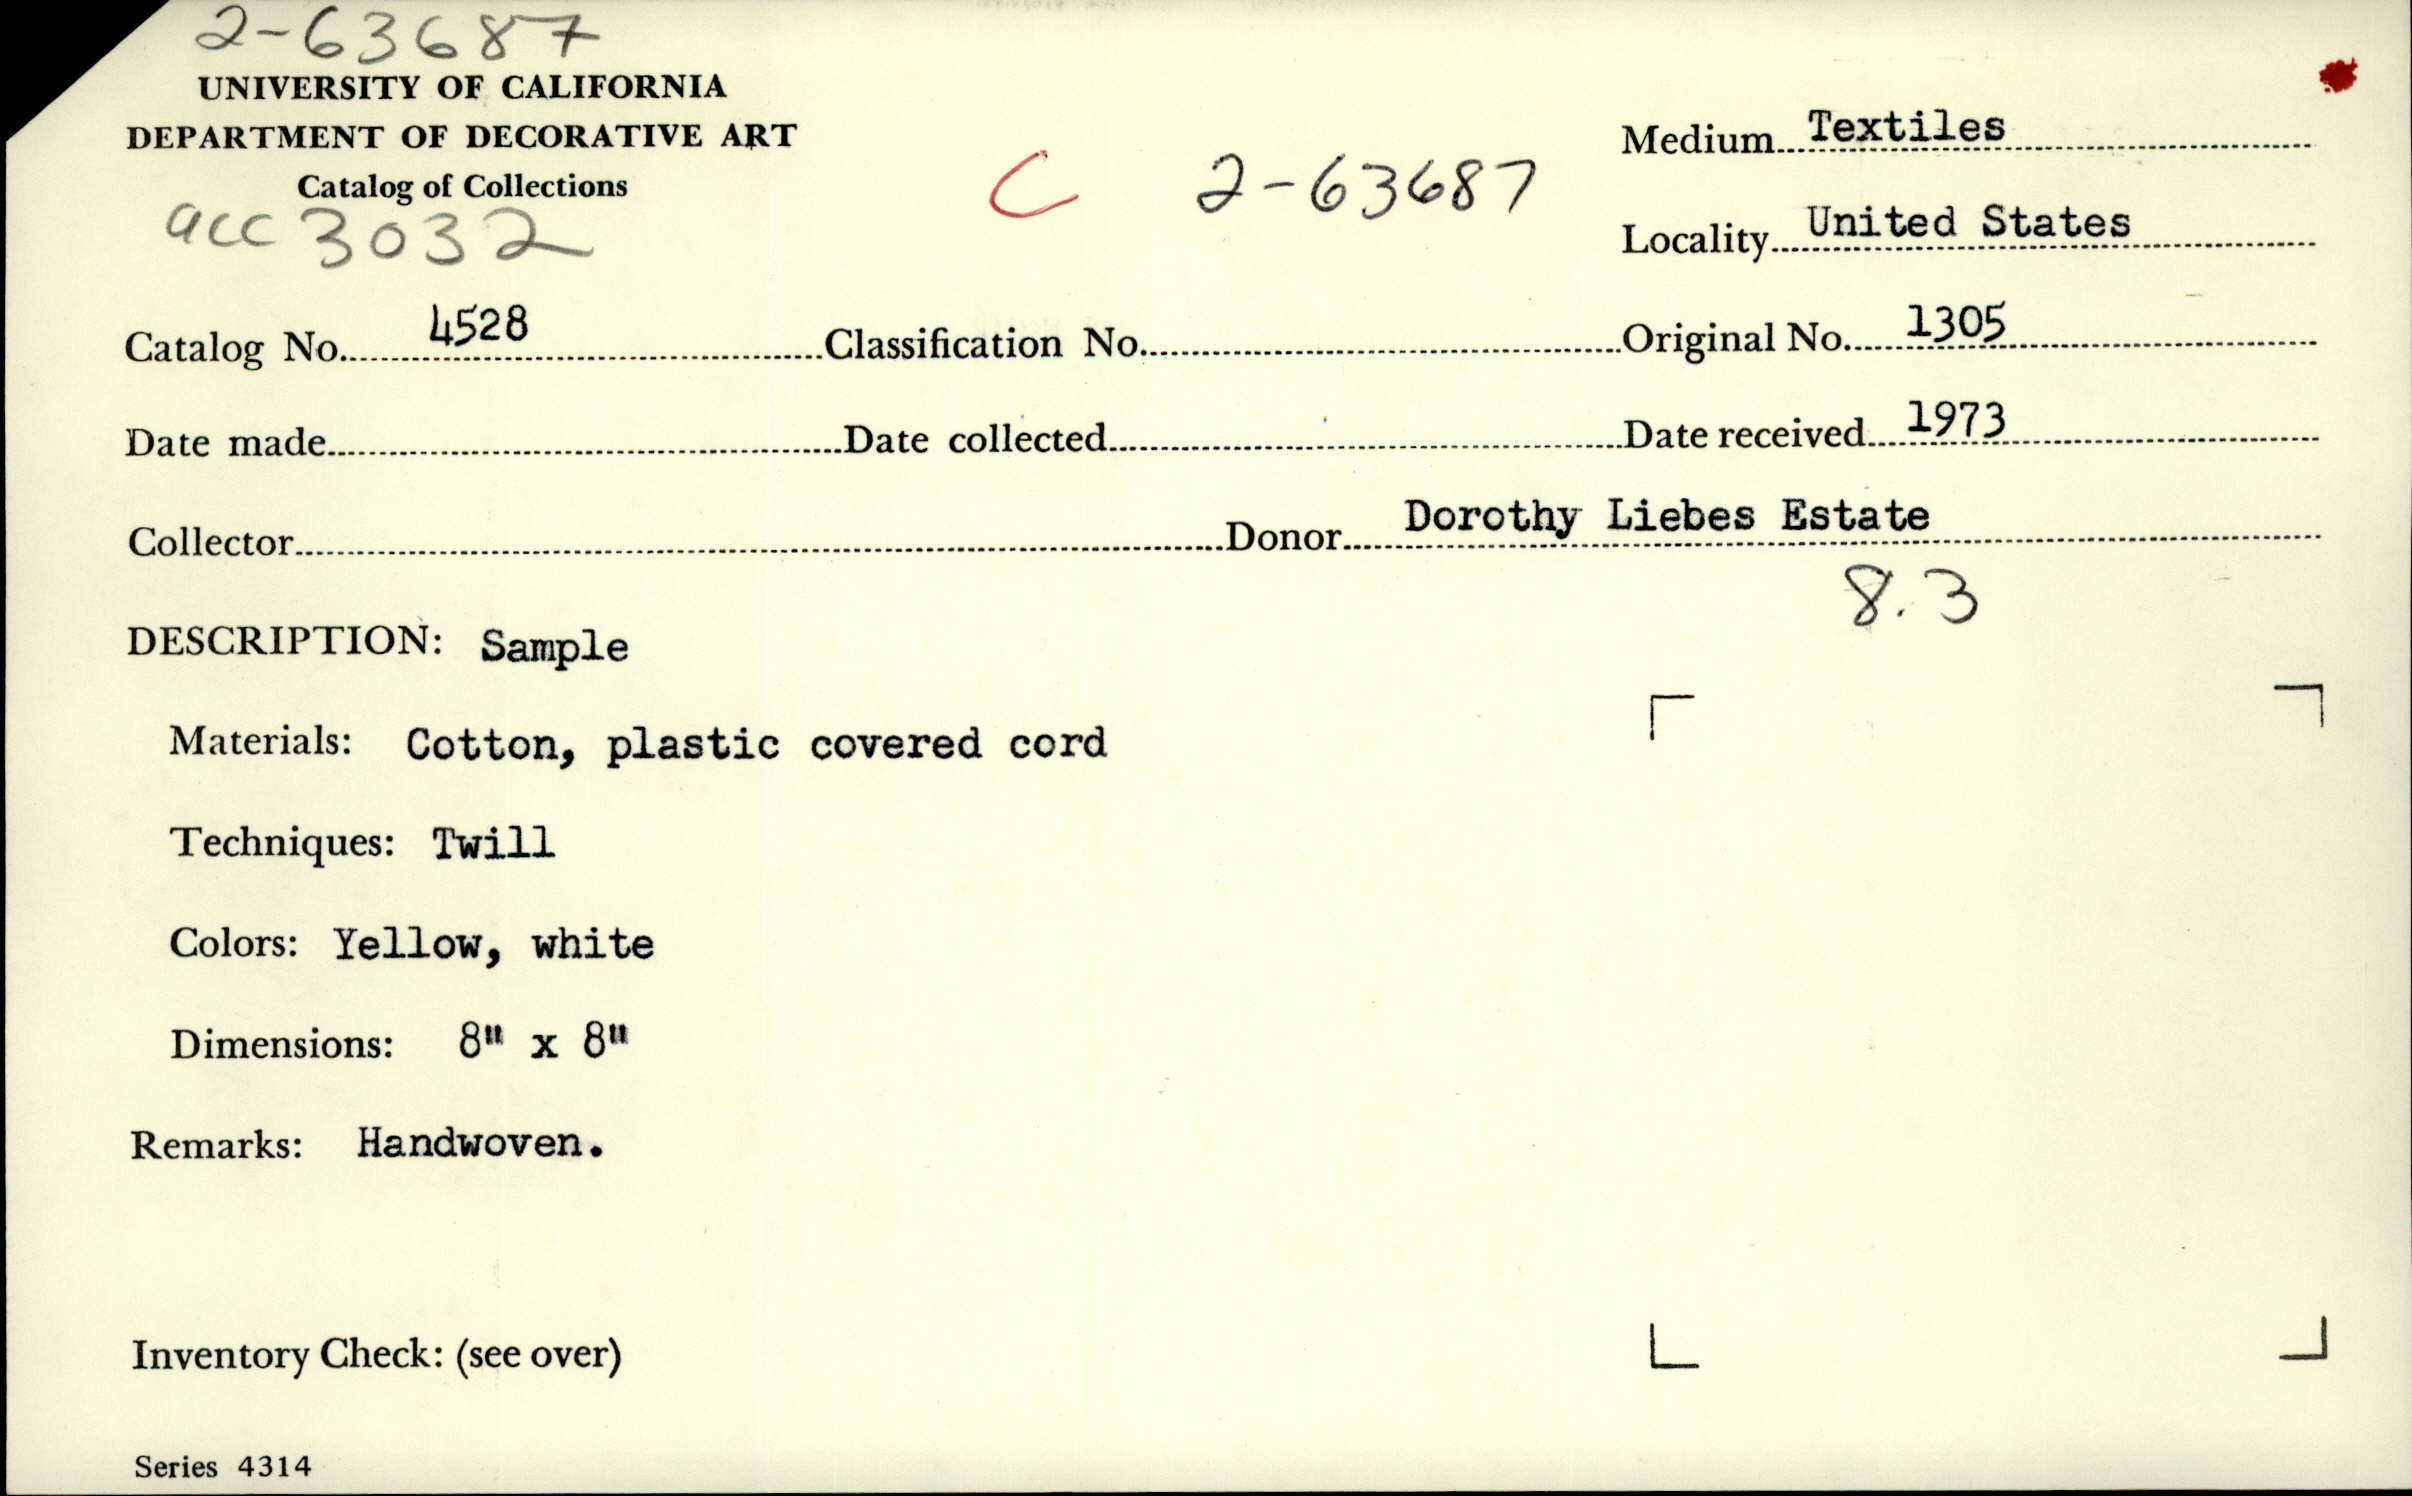 2-63687
UNIVERSITY OF CALIFORNIA
DEPARTMENT OF DECORATIVE ART
Catalog of Collections
acc 3032
C 2-63687
Medium Textiles
Locality United States
Catalog No. 4528 Classification No. Original No. 1305
Date made Date collected Date received 1973
Collector Donor Dorothy Liebes Estate
8.3
DESCRIPTION: Sample
Materials: Cotton, plastic covered cord
Techniques: Twill
Colors: Yellow, white
Dimensions: 8" x 8"
Remarks: Handwoven.
Inventory Check: (see over)
Series 4314